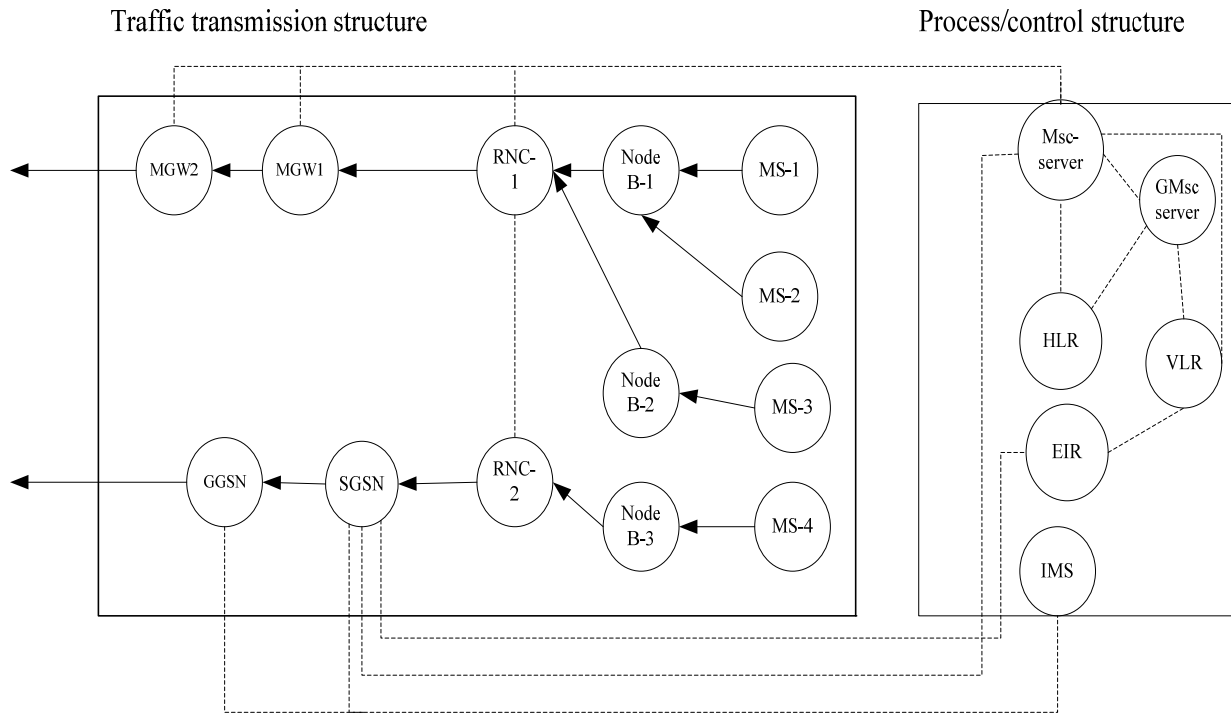 Traffic transmission structure
Process/control structure
MGW2
MGW1
RNC-
1
Node
B-1
MS-1
Msc-
server
GMsc
server
MS-2
HLR
VLR
Node
B-2
MS-3
EIR
GGSN
SGSN
RNC-
2
Node
B-3
MS-4
IMS